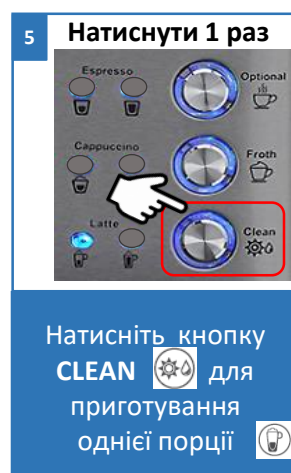 5 Натиснути 1 раз
Espresso
Optional
Cappuccino
Froth
Latte
Clean
Натисніть кнопку
CLEAN для
приготування
однієї порції